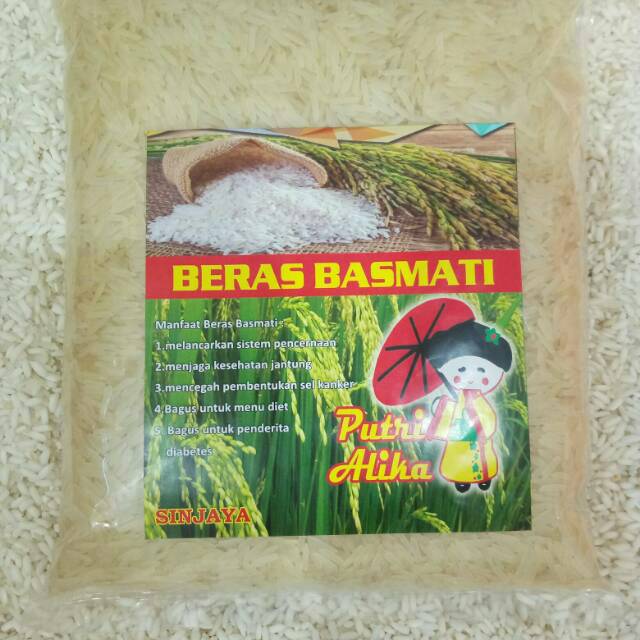 BERAS BASMATI
Manfaat Beras Basmati :
1.melancarkan sistem pencernaan
2.menjaga kesehatan jantung
3.mencegah pembentukan sel kanker
4.Bagus untuk menu diet
5. Bagus untuk penderita
diabetes
Putri
Alika
SINJAYA